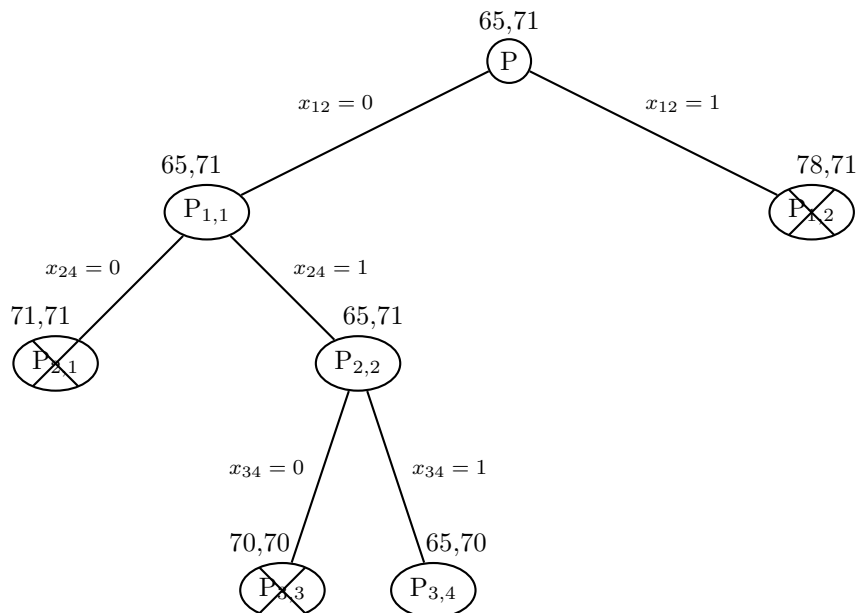 65,71
P
x₁₂ = 0
x₁₂ = 1
65,71
78,71
P₁,₁
P₁,₂
x₂₄ = 0
x₂₄ = 1
71,71
65,71
P₂,₁
P₂,₂
x₃₄ = 0
x₃₄ = 1
70,70
65,70
P₃,₃
P₃,₄